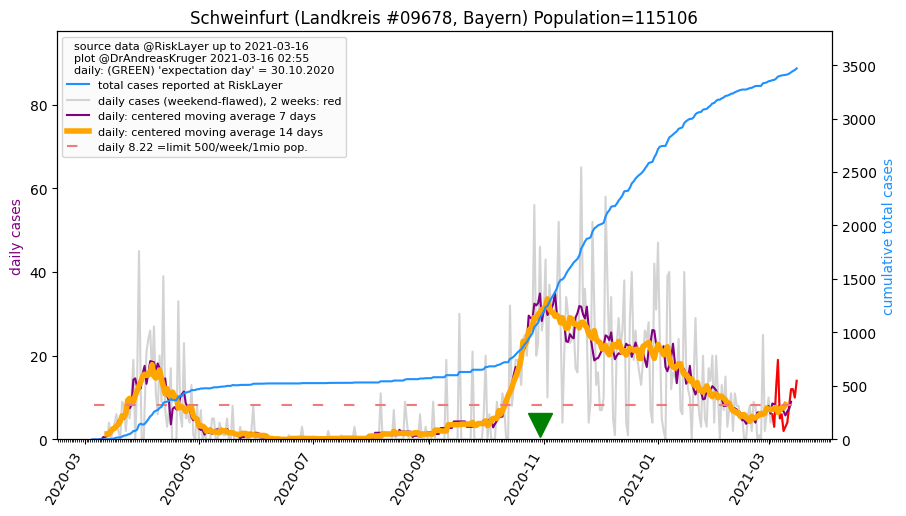 Schweinfurt (Landkreis #09678, Bayern) Population=115106
source data @RiskLayer up to 2021-03-16
plot @DrAndreasKruger 2021-03-16 02:55
daily: (GREEN) 'expectation day' = 30.10.2020
total cases reported at RiskLayer
daily cases (weekend-flawed), 2 weeks: red
daily: centered moving average 7 days
daily: centered moving average 14 days
daily 8.22 =limit 500/week/1mio pop.
daily cases
80
60
40
20
0
cumulative total cases
3500
3000
2500
2000
1500
1000
500
0
2020-03
2020-05
2020-07
2020-09
2020-11
2021-01
2021-03